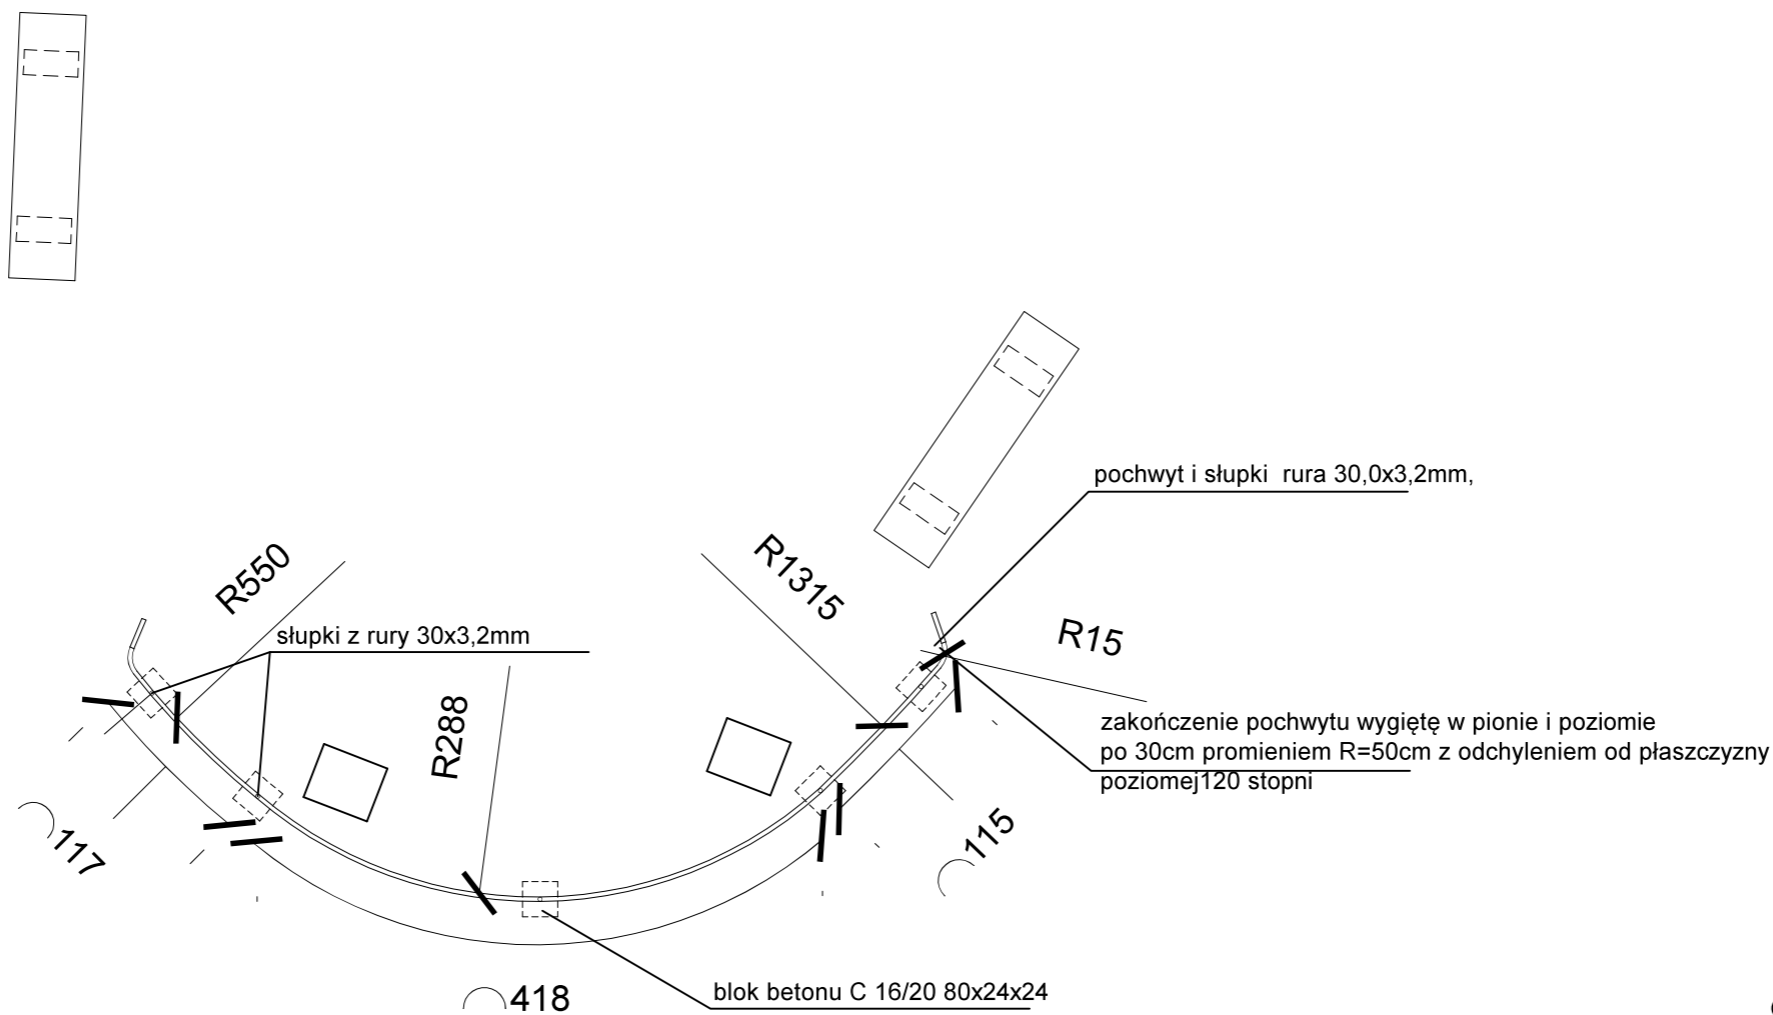 pochwyt i słupki rura 30,0x3,2mm,
R550
R1315
R15
słupki z rury 30x3,2mm
R288
zakończenie pochwytu wygiętę w pionie i poziomie
po 30cm promieniem R=50cm z odchyleniem od płaszczyzny
poziomej120 stopni
117
115
418
blok betonu C 16/20 80x24x24